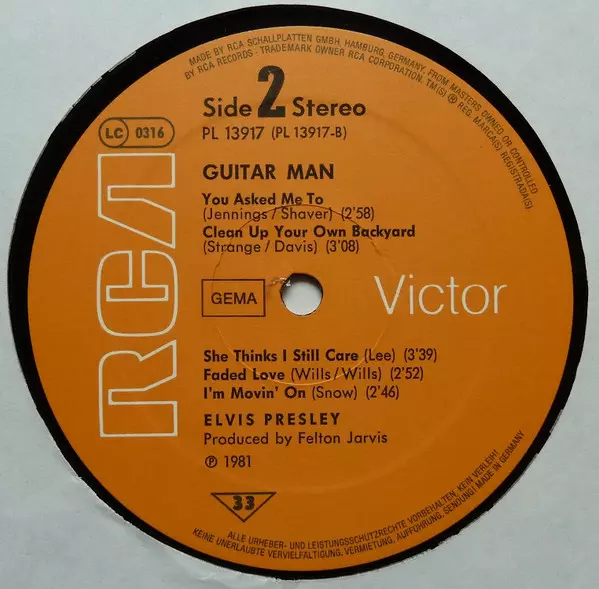 MADE BY RCA SCHALLPLATTEN GMBH, HAMBURG, GERMANY, FROM MASTERS OWNED OR CONTROLLED
BY RCA RECORDS - TRADEMARK OWNER RCA CORPORATION, TM(S) ® REG. MARCA(S) REGISTRADA(S)
Side 2 Stereo
PL 13917 (PL 13917-B)
LC 0316
GUITAR MAN
You Asked Me To
(Jennings/Shaver) (2'58)
Clean Up Your Own Backyard
(Strange/Davis) (3'08)
RCA
GEMA
Victor
She Thinks I Still Care (Lee) (3'39)
Faded Love (Wills/Wills) (2'52)
I'm Movin' On (Snow) (2'46)
ELVIS PRESLEY
Produced by Felton Jarvis
℗ 1981
33
ALLE URHEBER- UND LEISTUNGSSCHUTZRECHTE VORBEHALTEN, KEIN VERLEIH!
KEINE UNERLAUBTE VERVIELFÄLTIGUNG, VERMIETUNG, AUFFÜHRUNG, SENDUNG! MADE IN GERMANY